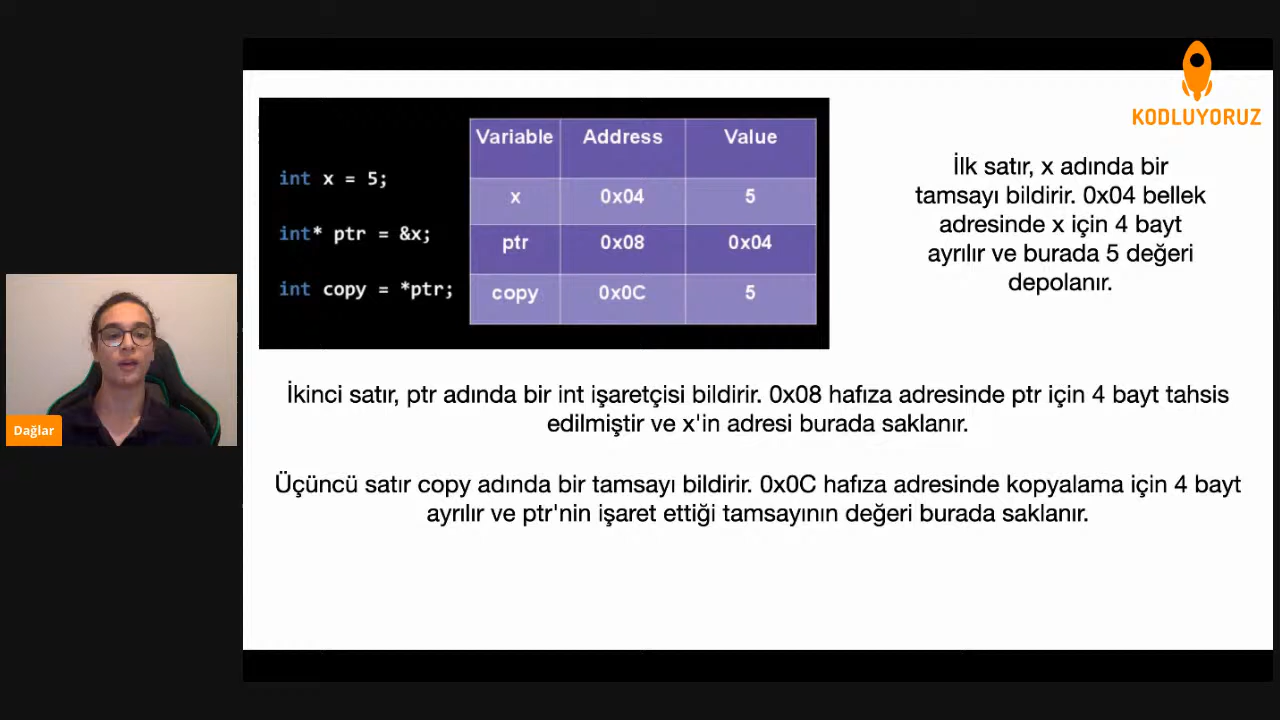 KODLUYORUZ
int x = 5;
int* ptr = &x;
int copy = *ptr;
Variable Address Value
x 0x04 5
ptr 0x08 0x04
copy 0x0C 5
İlk satır, x adında bir
tamsayı bildirir. 0x04 bellek
adresinde x için 4 bayt
ayrılır ve burada 5 değeri
depolanır.
İkinci satır, ptr adında bir int işaretçisi bildirir. 0x08 hafıza adresinde ptr için 4 bayt tahsis
edilmiştir ve x'in adresi burada saklanır.
Üçüncü satır copy adında bir tamsayı bildirir. 0x0C hafıza adresinde kopyalama için 4 bayt
ayrılır ve ptr'nin işaret ettiği tamsayının değeri burada saklanır.
Dağlar